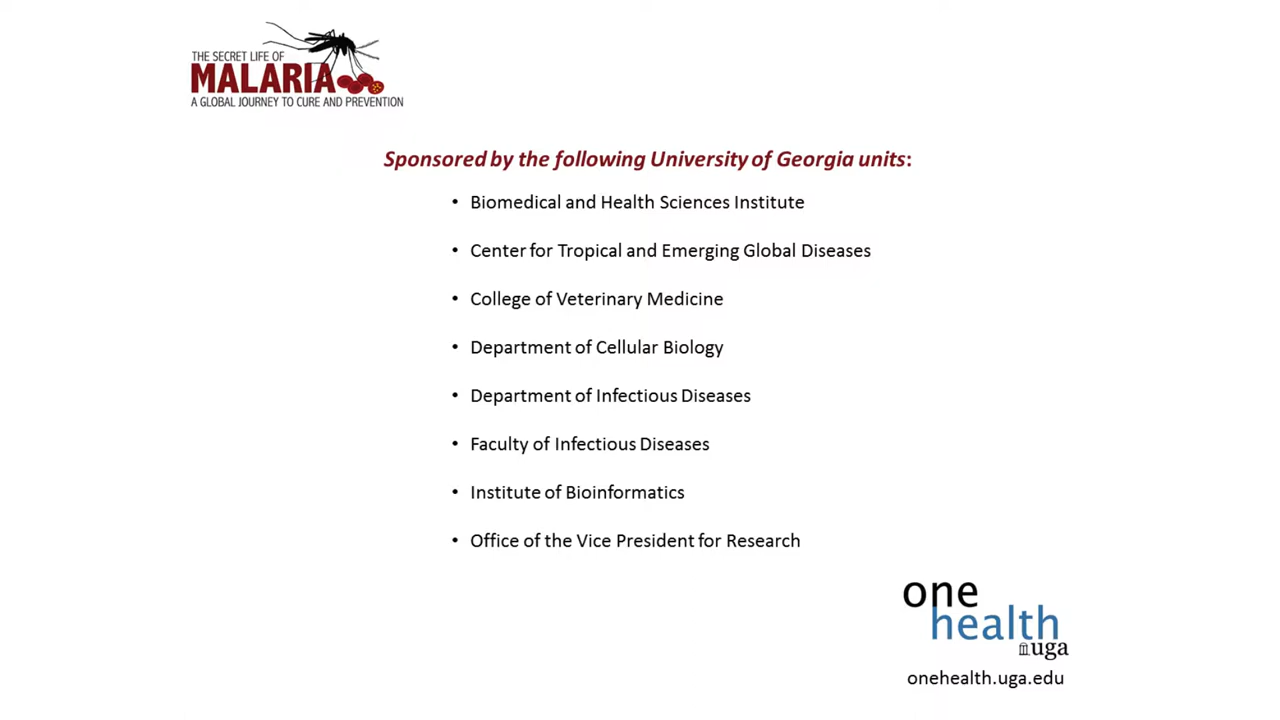 THE SECRET LIFE OF
MALARIA
A GLOBAL JOURNEY TO CURE AND PREVENTION
Sponsored by the following University of Georgia units:
• Biomedical and Health Sciences Institute
• Center for Tropical and Emerging Global Diseases
• College of Veterinary Medicine
• Department of Cellular Biology
• Department of Infectious Diseases
• Faculty of Infectious Diseases
• Institute of Bioinformatics
• Office of the Vice President for Research
one
health
uga
onehealth.uga.edu